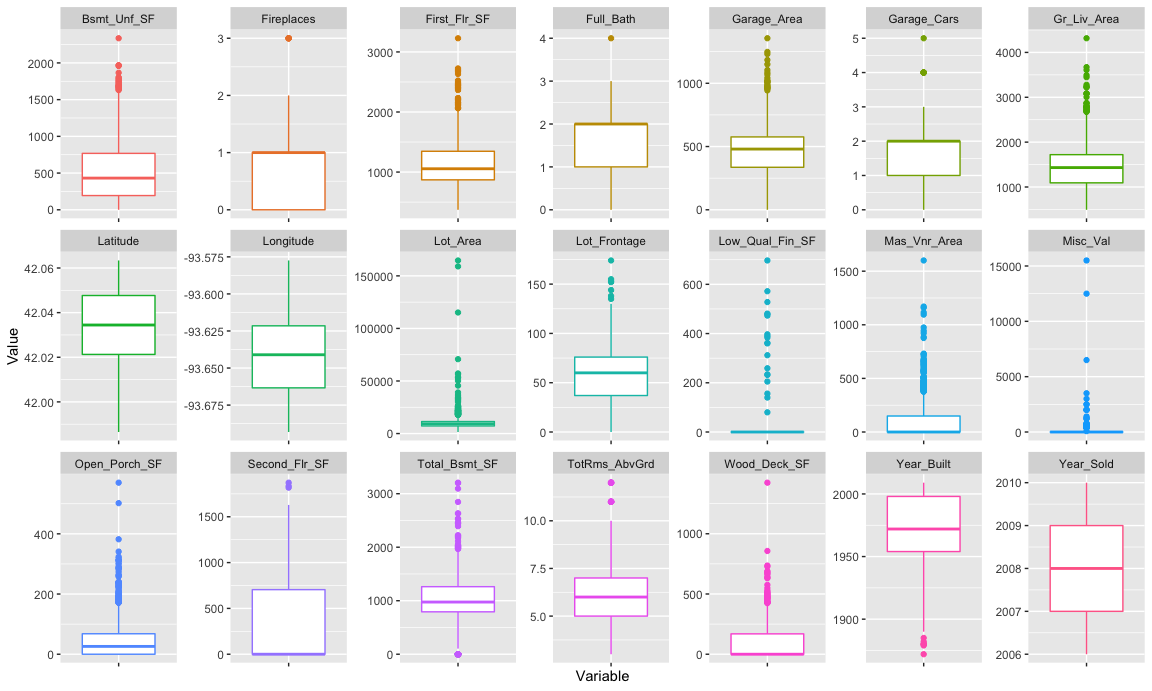 Bsmt_Unf_SF Fireplaces First_Flr_SF Full_Bath Garage_Area Garage_Cars Gr_Liv_Area
2000 1500 1000 500 0
3 2 1 0
3000 2000 1000
4 3 2 1 0
1000 500 0
5 4 3 2 1 0
4000 3000 2000 1000
Latitude Longitude Lot_Area Lot_Frontage Low_Qual_Fin_SF Mas_Vnr_Area Misc_Val
42.06 42.04 42.02 42.00
-93.575 -93.600 -93.625 -93.650 -93.675
150000 100000 50000 0
150 100 50 0
600 400 200 0
1500 1000 500 0
15000 10000 5000 0
Open_Porch_SF Second_Flr_SF Total_Bsmt_SF TotRms_AbvGrd Wood_Deck_SF Year_Built Year_Sold
400 200 0
1500 1000 500 0
3000 2000 1000 0
10.0 7.5 5.0
1000 500 0
2000 1950 1900
2010 2009 2008 2007 2006
Value
Variable